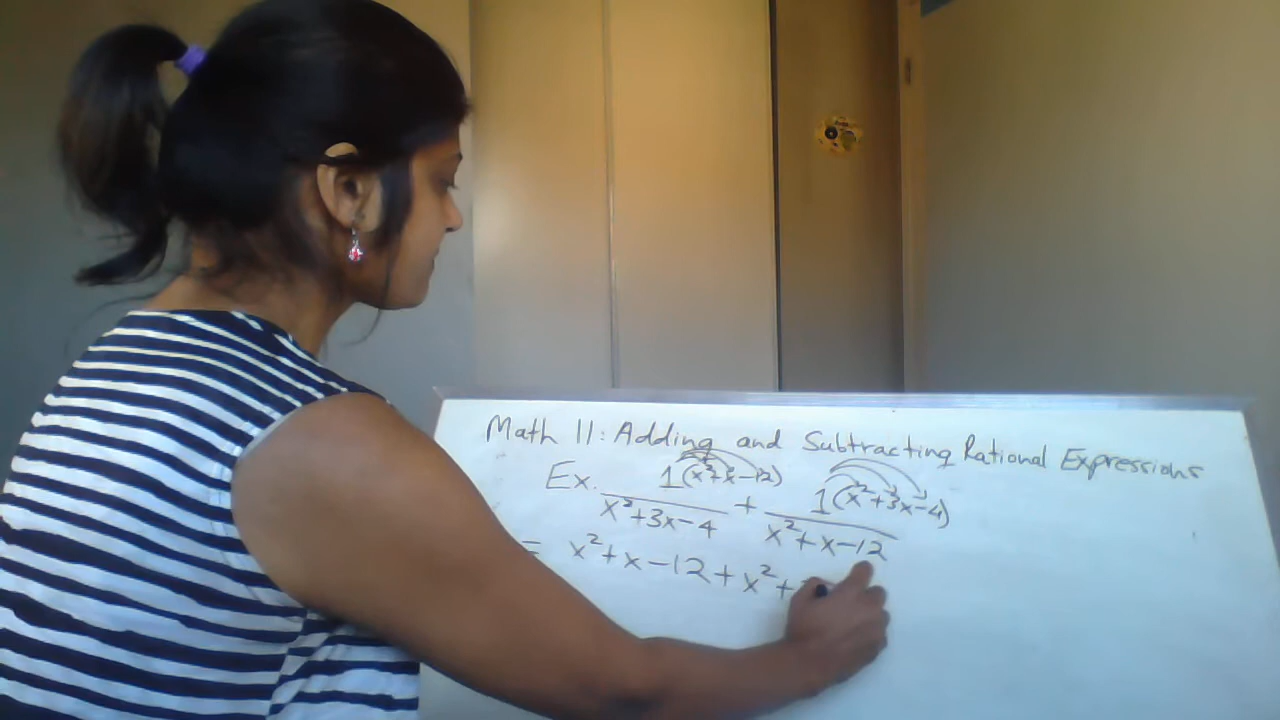 Math 11: Adding and Subtracting Rational Expressions
Ex. 1(x²+x-12) / x²+3x-4 + 1(x²+3x-4) / x²+x-12
= x²+x-12+x²+